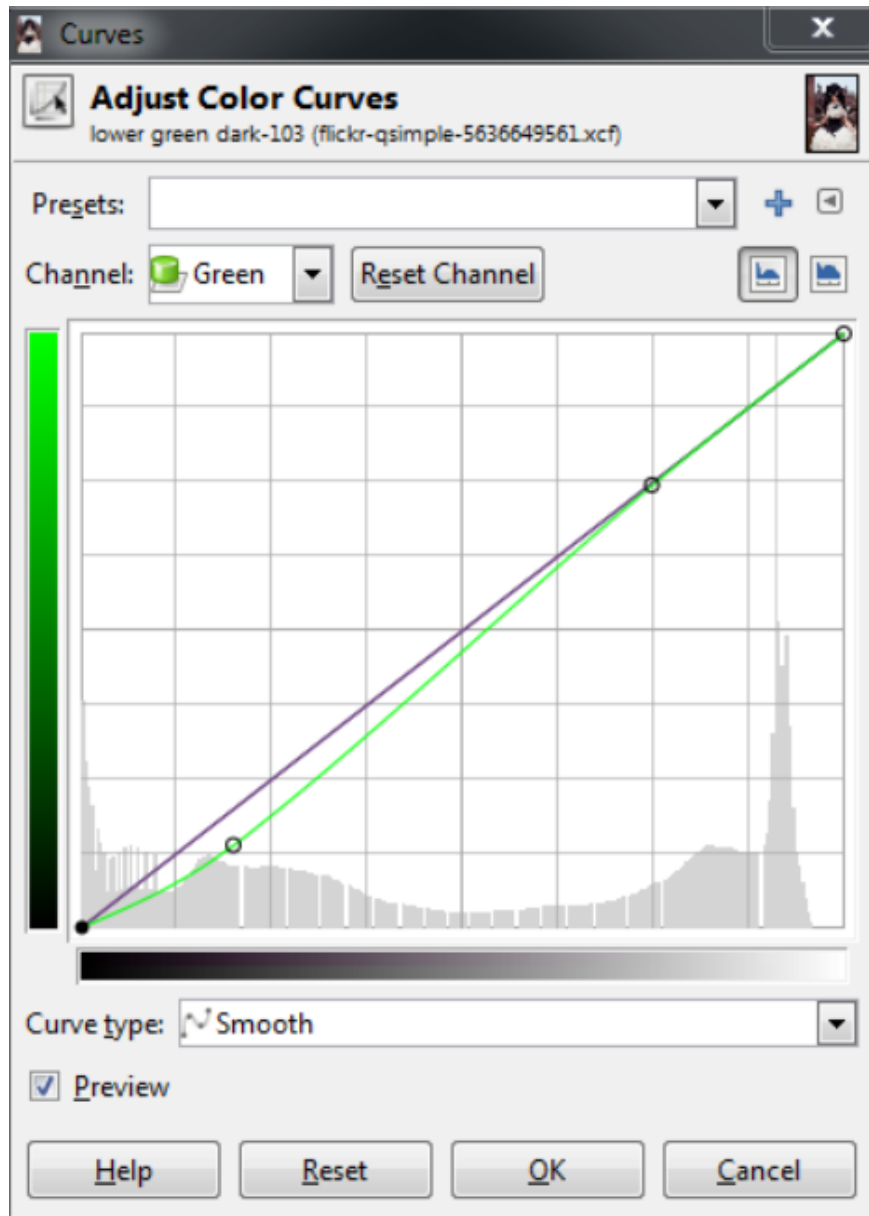 Curves
Adjust Color Curves
lower green dark-103 (flickr-qsimple-5636649561.xcf)
Presets:
Channel: Green Reset Channel
Curve type: Smooth
Preview
Help Reset OK Cancel